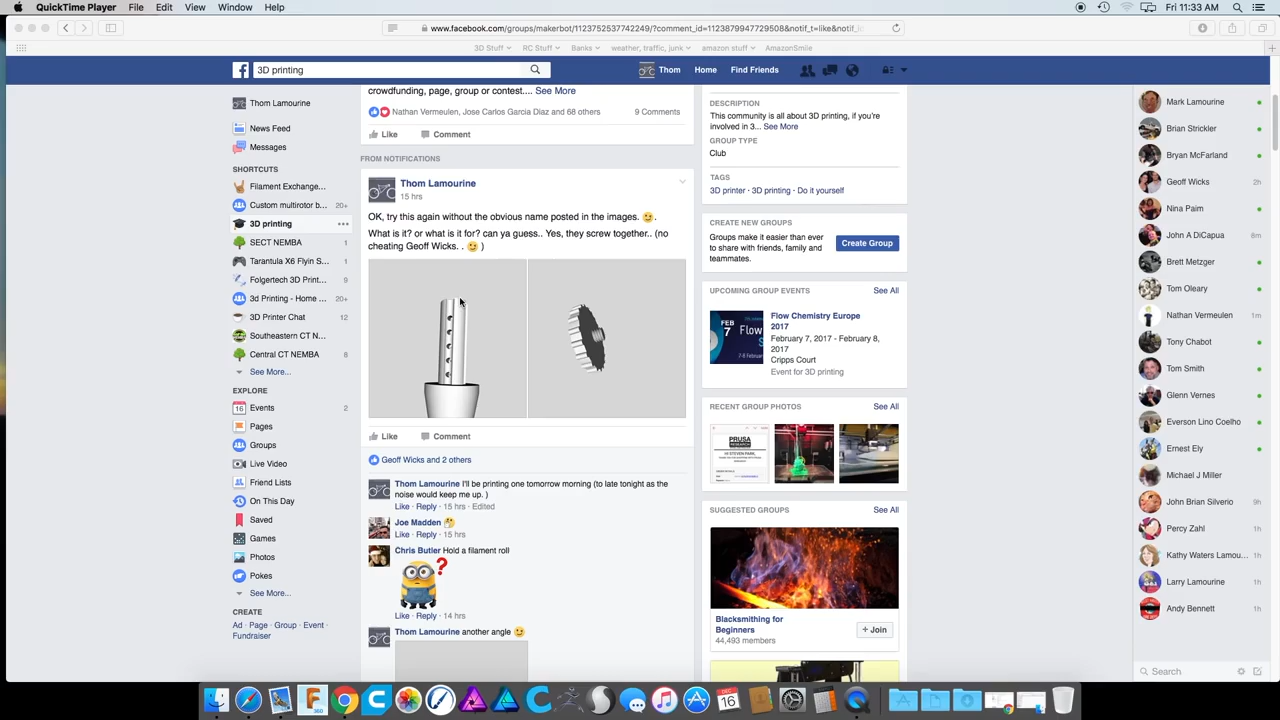 QuickTime Player File Edit View Window Help
Fri 11:33 AM
www.facebook.com/groups/makerbot/1123752537742249/?comment_id=1123879947729508&notif_t=like&notif_i
3D Stuff RC Stuff Banks weather, traffic, junk amazon stuff AmazonSmile
3D printing
Thom Home Find Friends
Thom Lamourine
News Feed
Messages
SHORTCUTS
Filament Exchange...
Custom multirotor b... 20+
3D printing
SECT NEMBA 1
Tarantula X6 Flyin S... 1
Folgertech 3D Print... 9
3d Printing - Home ... 20+
3D Printer Chat 12
Southeastern CT N...
Central CT NEMBA 8
See More...
EXPLORE
16 Events 2
Pages
Groups
Live Video
Friend Lists
On This Day
Saved
Games
Photos
Pokes
See More...
CREATE
Ad · Page · Group · Event ·
Fundraiser
crowdfunding, page, group or contest.... See More
Nathan Vermeulen, Jose Carlos Garcia Diaz and 68 others 9 Comments
Like Comment
FROM NOTIFICATIONS
Thom Lamourine
15 hrs
OK, try this again without the obvious name posted in the images. .
What is it? or what is it for? can ya guess.. Yes, they screw together.. (no
cheating Geoff Wicks. . )
Like Comment
Geoff Wicks and 2 others
Thom Lamourine I'll be printing one tomorrow morning (to late tonight as the
noise would keep me up. )
Like · Reply · 15 hrs · Edited
Joe Madden
Like · Reply · 15 hrs
Chris Butler Hold a filament roll
?
Like · Reply · 14 hrs
Thom Lamourine another angle
DESCRIPTION
This community is all about 3D printing, if you're
involved in 3... See More
GROUP TYPE
Club
TAGS
3D printer · 3D printing · Do it yourself
CREATE NEW GROUPS
Groups make it easier than ever
to share with friends, family and
teammates.
Create Group
UPCOMING GROUP EVENTS See All
FEB
7
Flow
Flow Chemistry Europe
2017
February 7, 2017 - February 8,
2017
Cripps Court
Event for 3D printing
RECENT GROUP PHOTOS See All
PRUSA
SUGGESTED GROUPS See All
Blacksmithing for
Beginners
44,493 members
+ Join
Mark Lamourine
Brian Strickler
Bryan McFarland
Geoff Wicks 2h
Nina Paim
John A DiCapua 6m
Brett Metzger
Tom Oleary
Nathan Vermeulen 1m
Tony Chabot
Tom Smith
Glenn Vernes
Everson Lino Coelho
Ernest Ely
Michael J Miller
John Brian Silverio 9h
Percy Zahl 1h
Kathy Waters Lamou... 1h
Larry Lamourine 1h
Andy Bennett 1h
Search
F
360
DEC
16